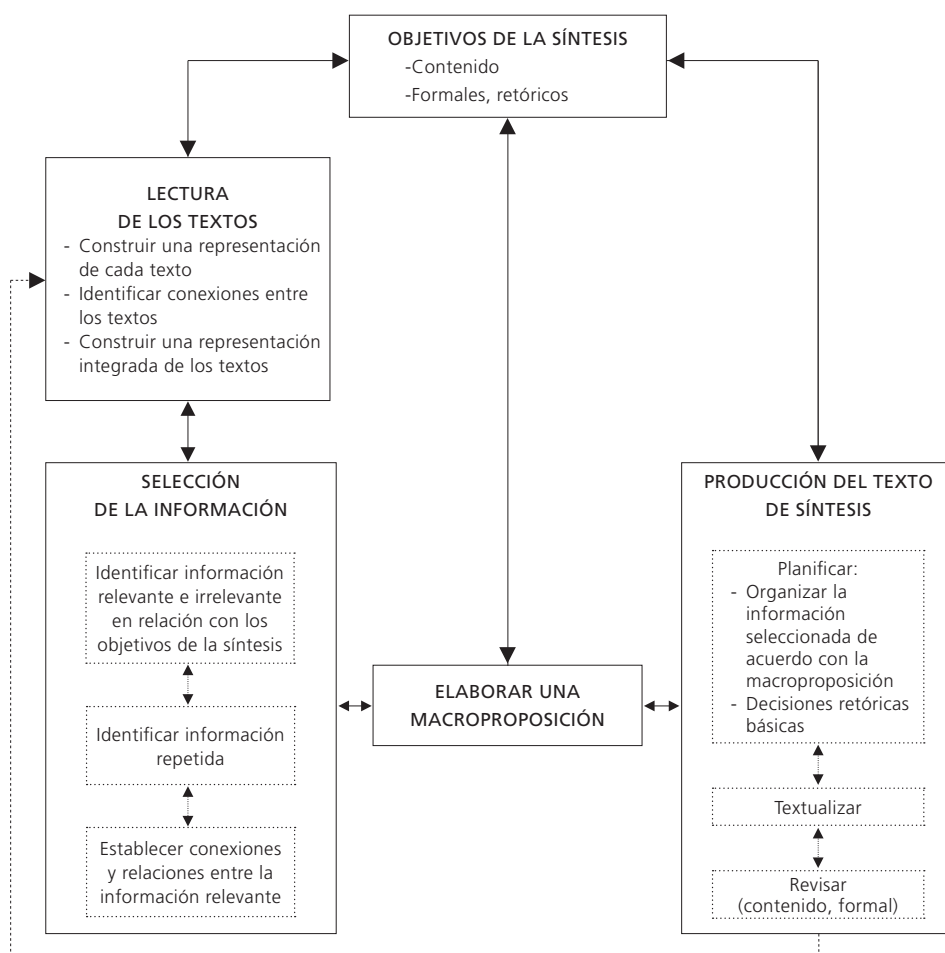 OBJETIVOS DE LA SÍNTESIS
-Contenido
-Formales, retóricos
LECTURA
DE LOS TEXTOS
- Construir una representación
de cada texto
- Identificar conexiones entre
los textos
- Construir una representación
integrada de los textos
SELECCIÓN
DE LA INFORMACIÓN
Identificar información
relevante e irrelevante
en relación con los
objetivos de la síntesis
Identificar información
repetida
Establecer conexiones
y relaciones entre la
información relevante
ELABORAR UNA
MACROPROPOSICIÓN
PRODUCCIÓN DEL TEXTO
DE SÍNTESIS
Planificar:
- Organizar la
información
seleccionada de
acuerdo con la
macroproposición
- Decisiones retóricas
básicas
Textualizar
Revisar
(contenido, formal)